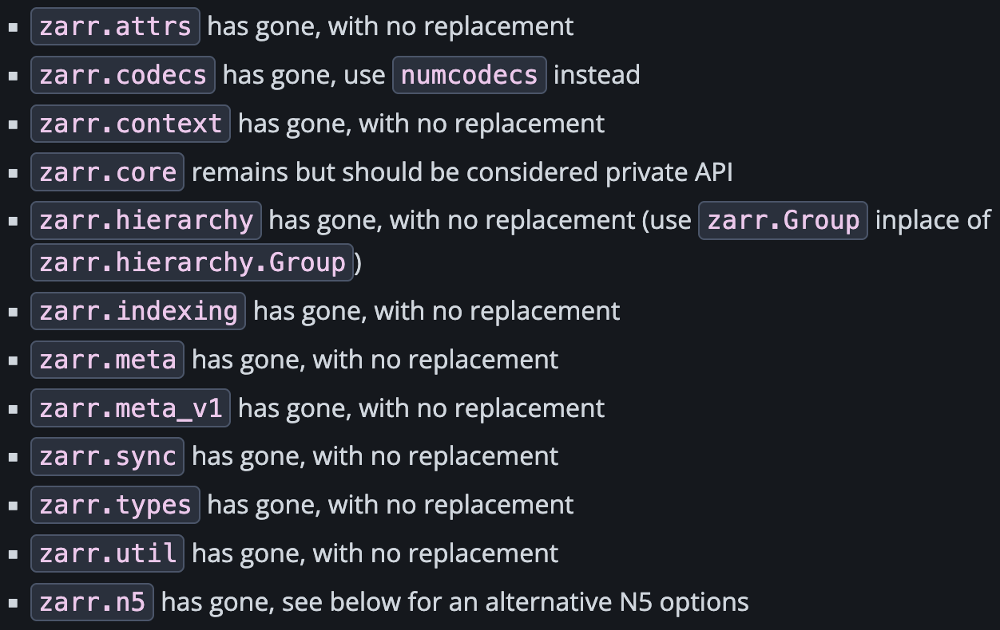 zarr.attrs has gone, with no replacement
zarr.codecs has gone, use numcodecs instead
zarr.context has gone, with no replacement
zarr.core remains but should be considered private API
zarr.hierarchy has gone, with no replacement (use zarr.Group inplace of
zarr.hierarchy.Group)
zarr.indexing has gone, with no replacement
zarr.meta has gone, with no replacement
zarr.meta_v1 has gone, with no replacement
zarr.sync has gone, with no replacement
zarr.types has gone, with no replacement
zarr.util has gone, with no replacement
zarr.n5 has gone, see below for an alternative N5 options